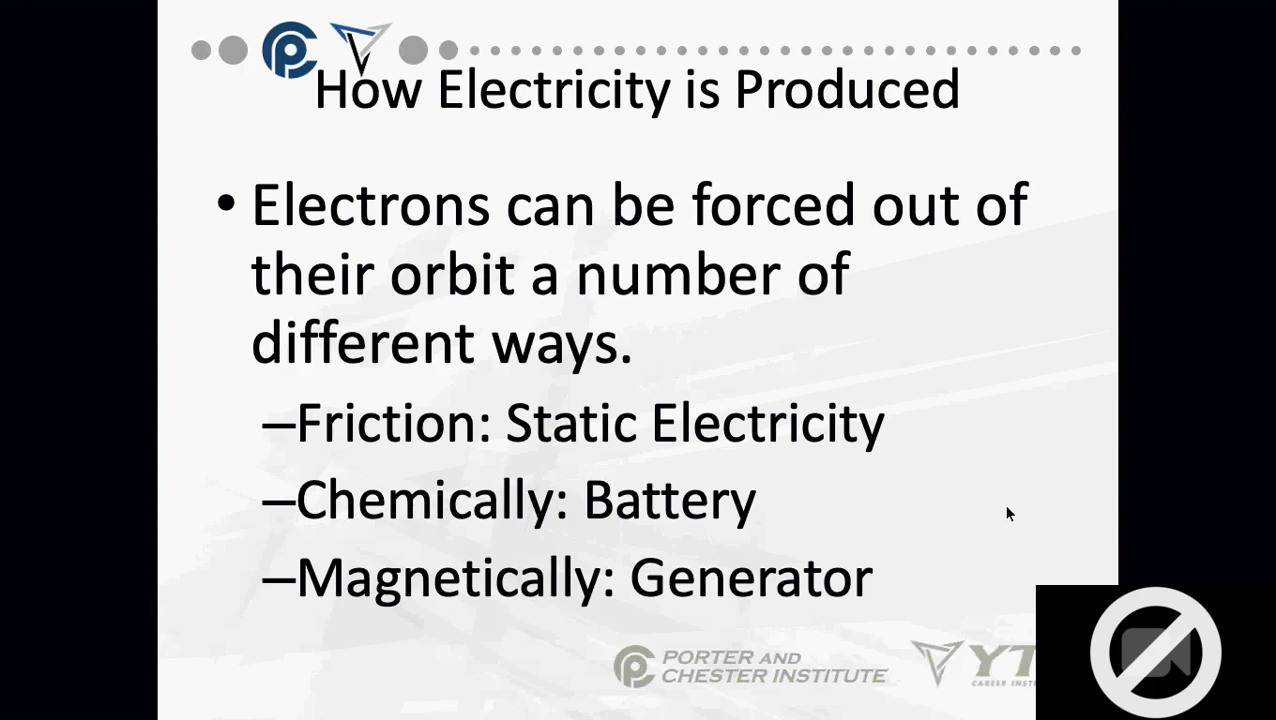 How Electricity is Produced
• Electrons can be forced out of
their orbit a number of
different ways.
–Friction: Static Electricity
–Chemically: Battery
–Magnetically: Generator
PORTER AND
CHESTER INSTITUTE